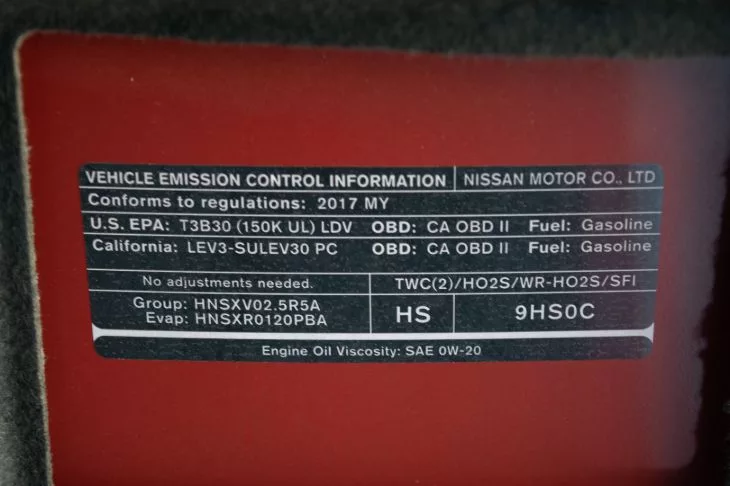 VEHICLE EMISSION CONTROL INFORMATION NISSAN MOTOR CO., LTD
Conforms to regulations: 2017 MY
U.S. EPA: T3B30 (150K UL) LDV OBD: CA OBD II Fuel: Gasoline
California: LEV3-SULEV30 PC OBD: CA OBD II Fuel: Gasoline
No adjustments needed. TWC(2)/HO2S/WR-HO2S/SFI
Group: HNSXV02.5R5A
Evap: HNSXR0120PBA
HS 9HS0C
Engine Oil Viscosity: SAE 0W-20